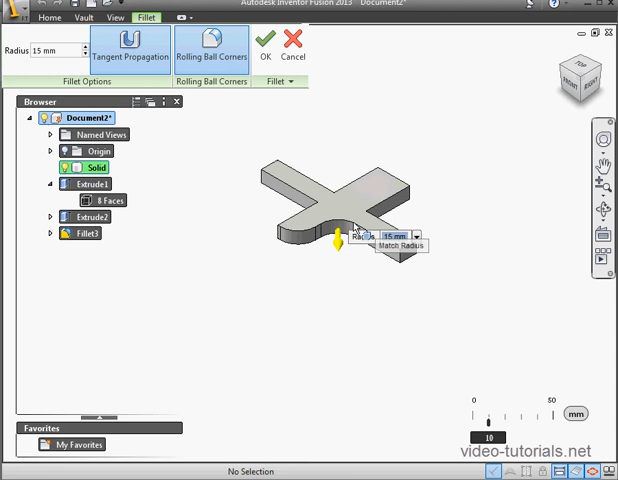 Autodesk Inventor Fusion 2013 - Document2*
Home Vault View Fillet
Radius 15 mm
Tangent Propagation
Rolling Ball Corners
OK
Cancel
Fillet Options
Rolling Ball Corners
Fillet
Browser
Document2*
Named Views
Origin
Solid
Extrude1
8 Faces
Extrude2
Fillet3
TOP
FRONT
RIGHT
15 mm
Match Radius
0 50
mm
10
Favorites
My Favorites
video-tutorials.net
No Selection